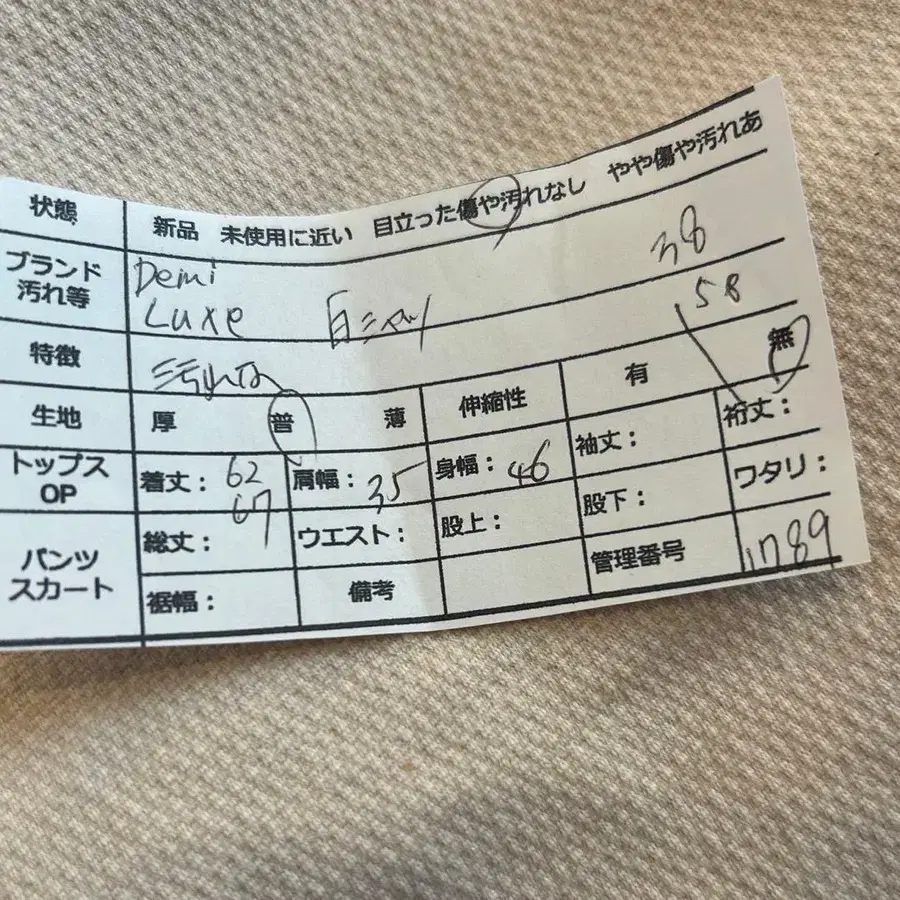 状態 新品 未使用に近い 目立った傷や汚れなし やや傷や汚れあ
ブランド 汚れ等 Demi Luxe 白シャツ 38
特徴 汚れな 58
生地 厚 普 薄 伸縮性 有 無
トップス OP 着丈: 62 67 肩幅: 35 身幅: 46 袖丈: 裄丈:
パンツ スカート 総丈: ウエスト: 股上: 股下: ワタリ:
裾幅: 備考 管理番号